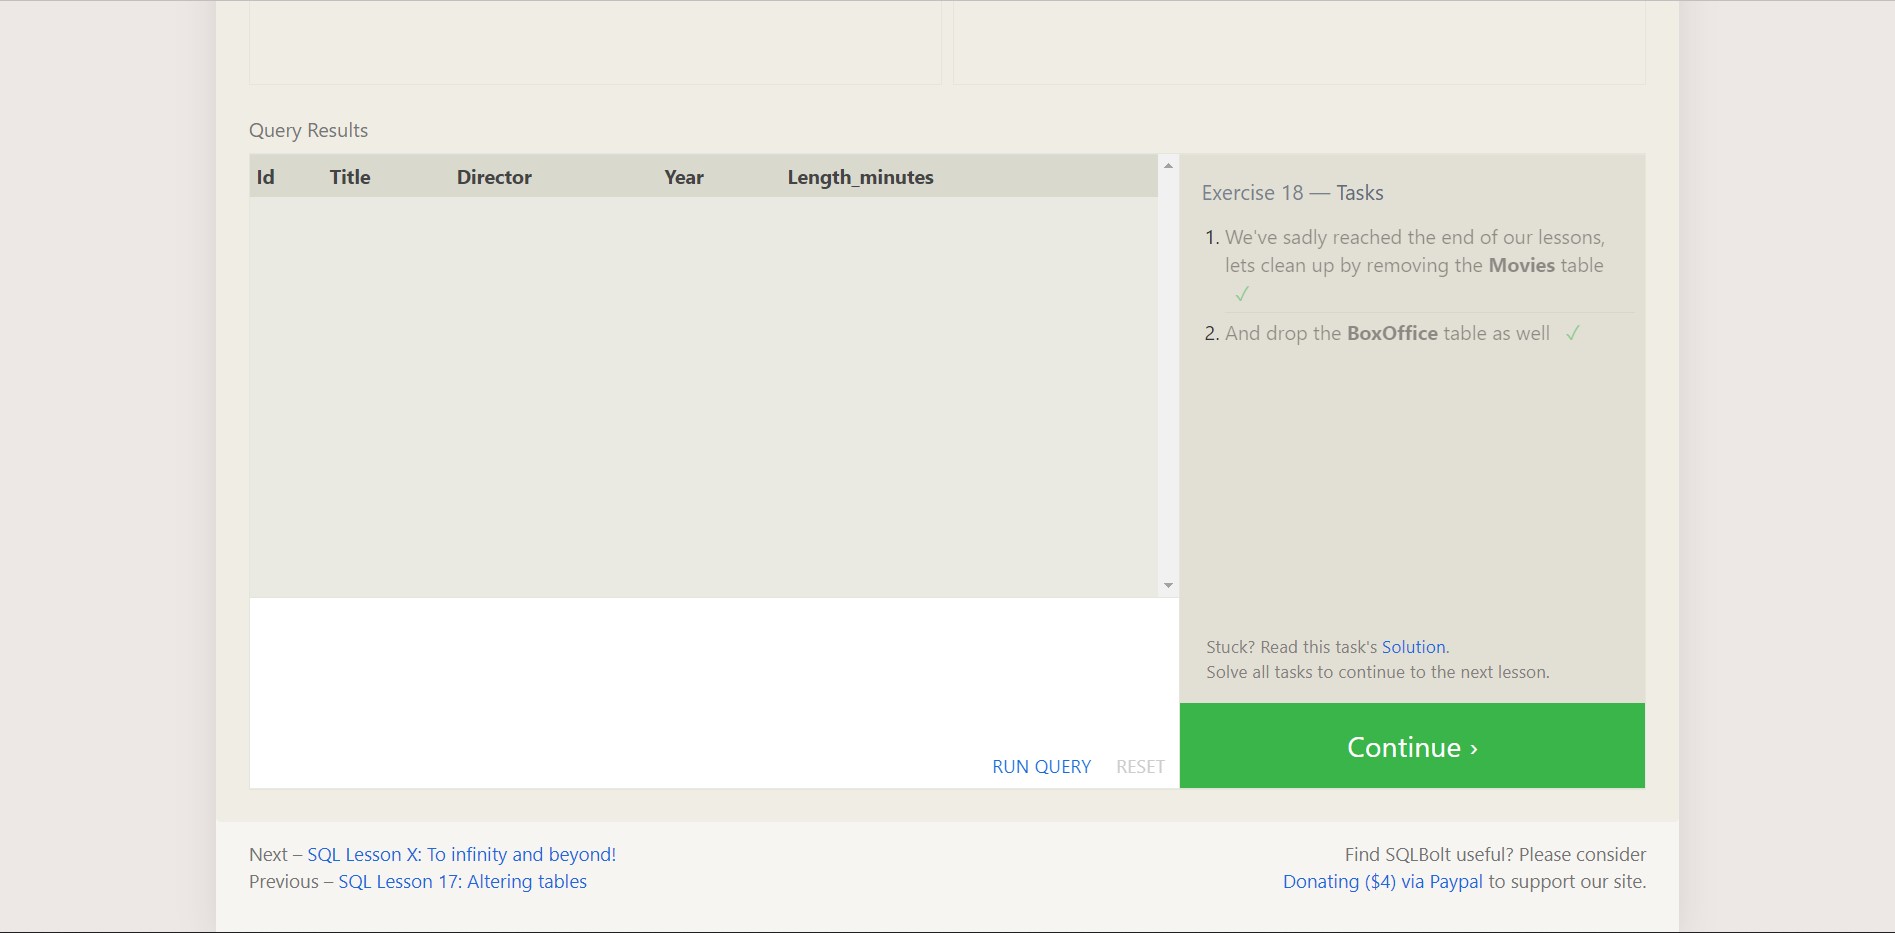 Query Results
Id Title Director Year Length_minutes
Exercise 18 — Tasks
1. We've sadly reached the end of our lessons,
lets clean up by removing the Movies table
✓
2. And drop the BoxOffice table as well ✓
Stuck? Read this task's Solution.
Solve all tasks to continue to the next lesson.
RUN QUERY RESET
Continue ›
Next – SQL Lesson X: To infinity and beyond!
Previous – SQL Lesson 17: Altering tables
Find SQLBolt useful? Please consider
Donating ($4) via Paypal to support our site.